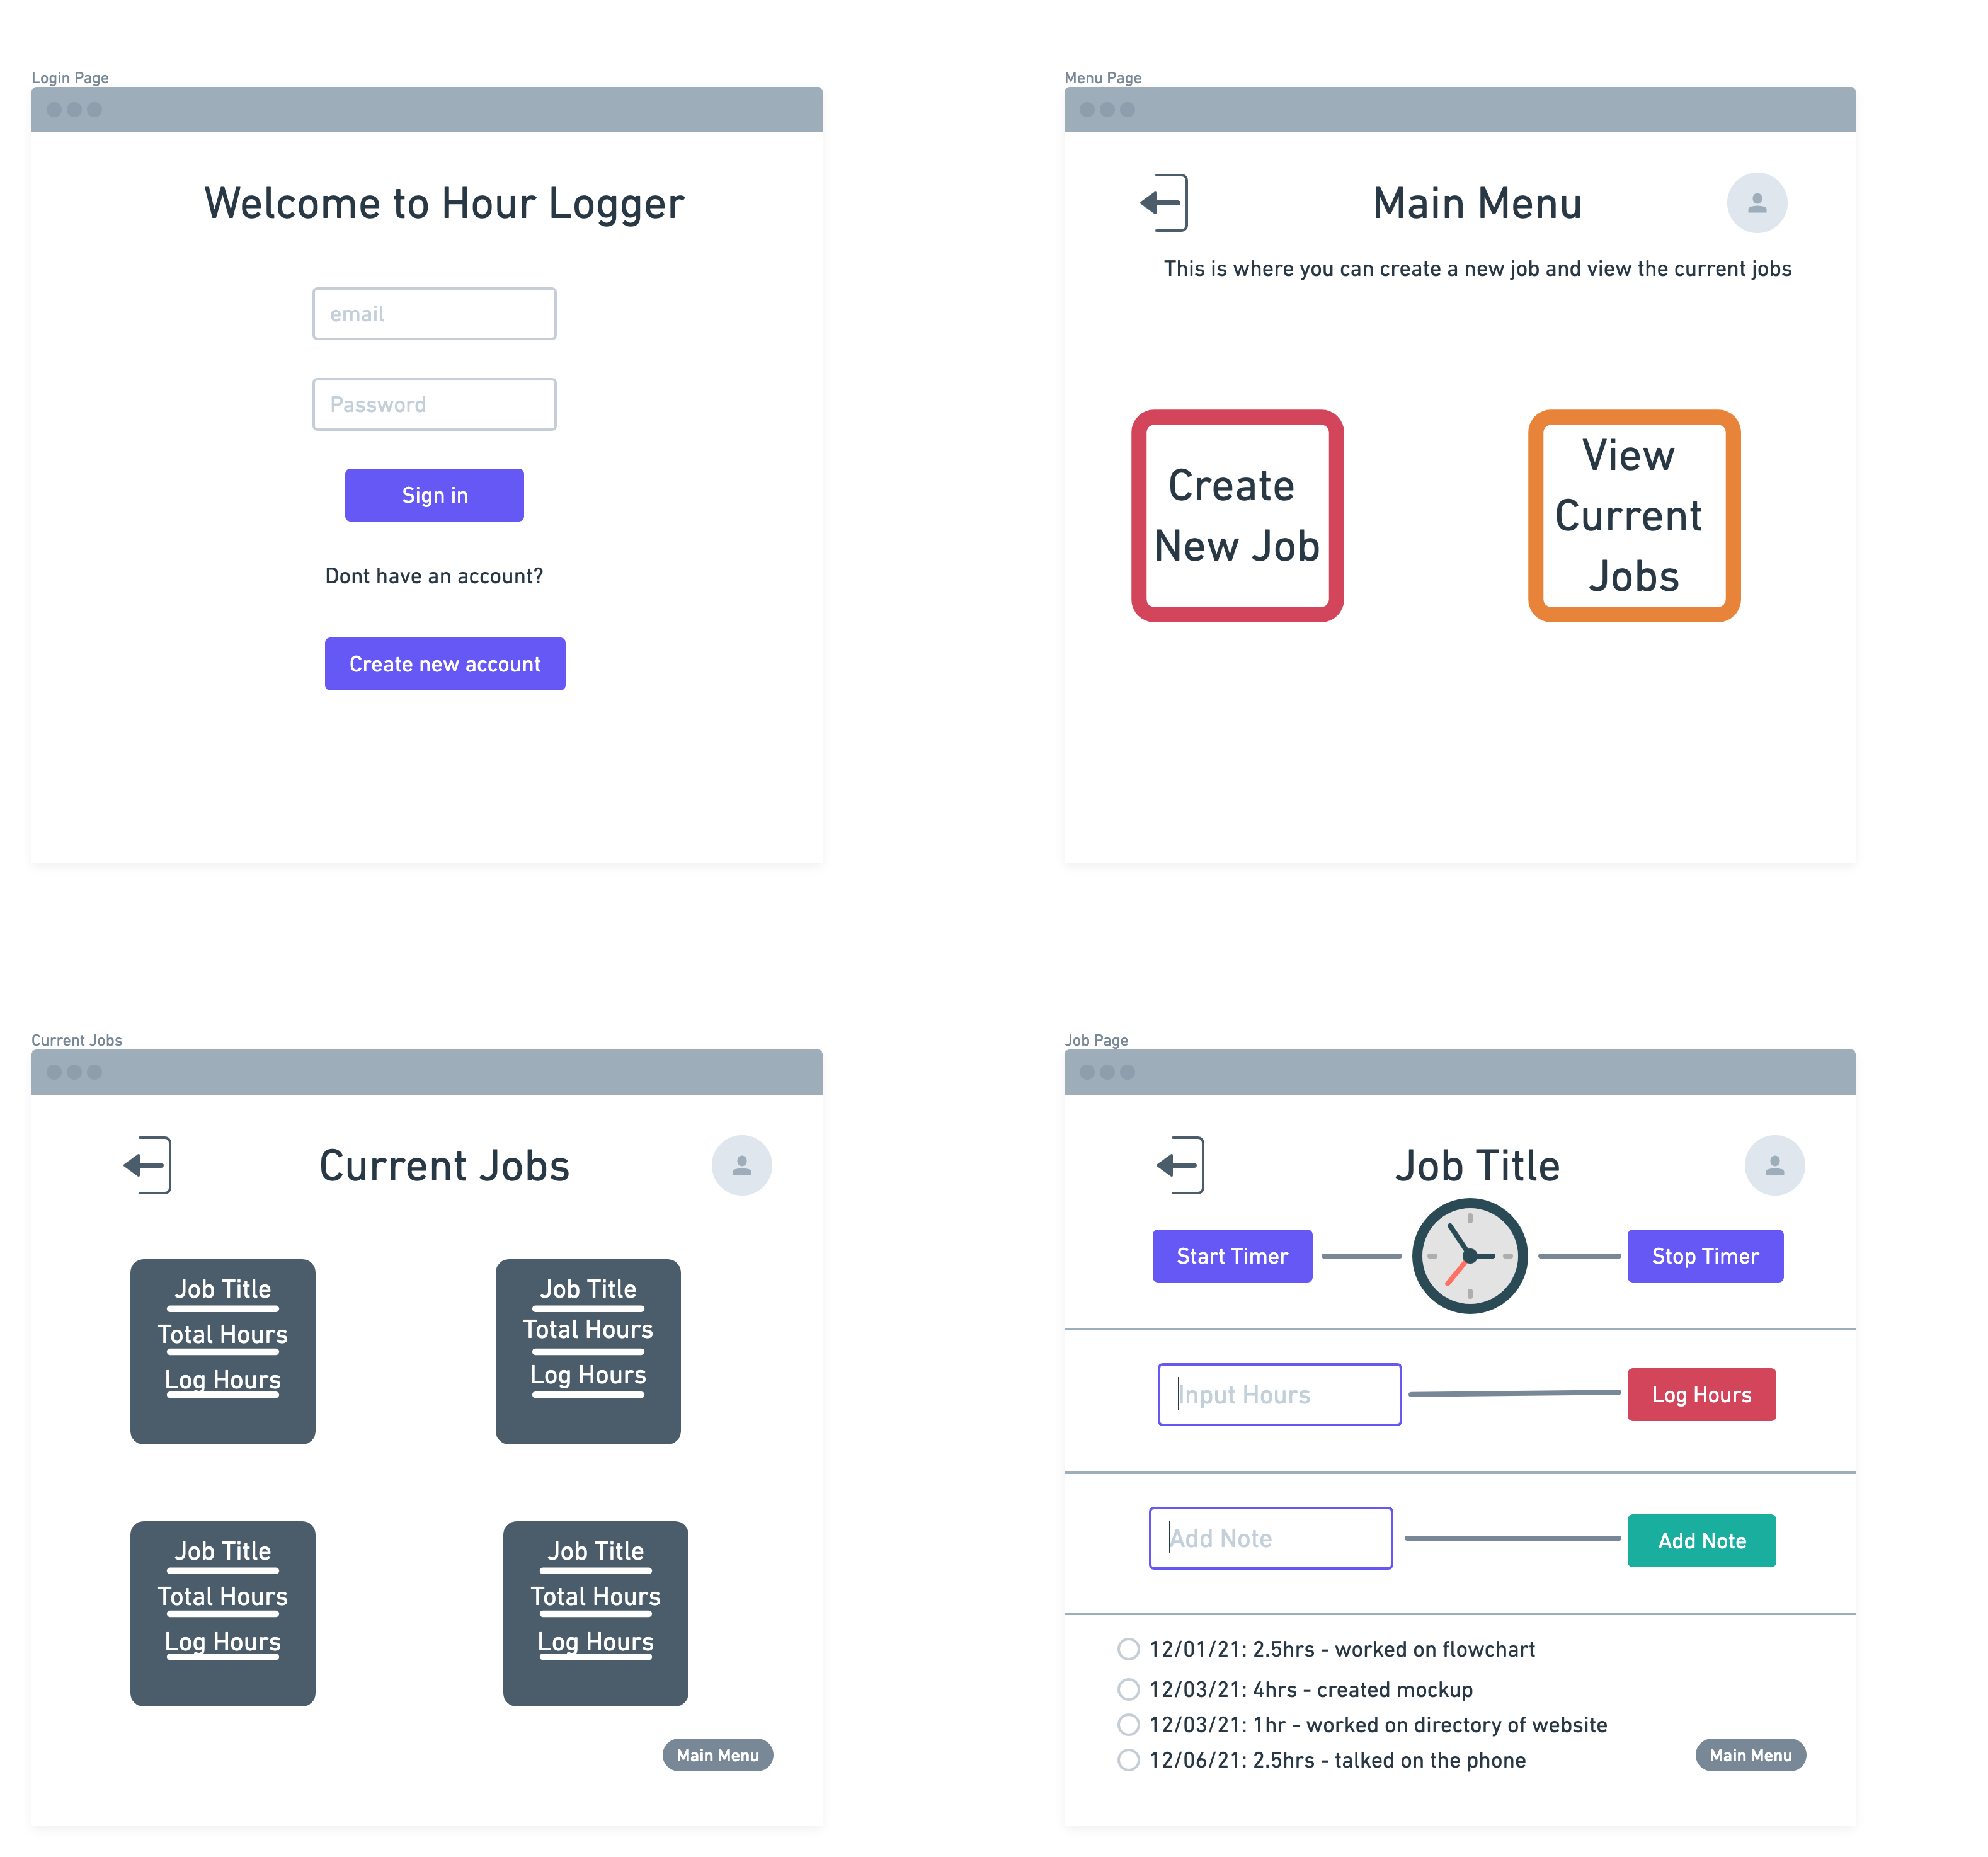 Login Page
Welcome to Hour Logger
email
Password
Sign in
Dont have an account?
Create new account
Menu Page
Main Menu
This is where you can create a new job and view the current jobs
Create
New Job
View
Current
Jobs
Current Jobs
Current Jobs
Job Title
Total Hours
Log Hours
Job Title
Total Hours
Log Hours
Job Title
Total Hours
Log Hours
Job Title
Total Hours
Log Hours
Main Menu
Job Page
Job Title
Start Timer
Stop Timer
Input Hours
Log Hours
Add Note
Add Note
12/01/21: 2.5hrs - worked on flowchart
12/03/21: 4hrs - created mockup
12/03/21: 1hr - worked on directory of website
12/06/21: 2.5hrs - talked on the phone
Main Menu